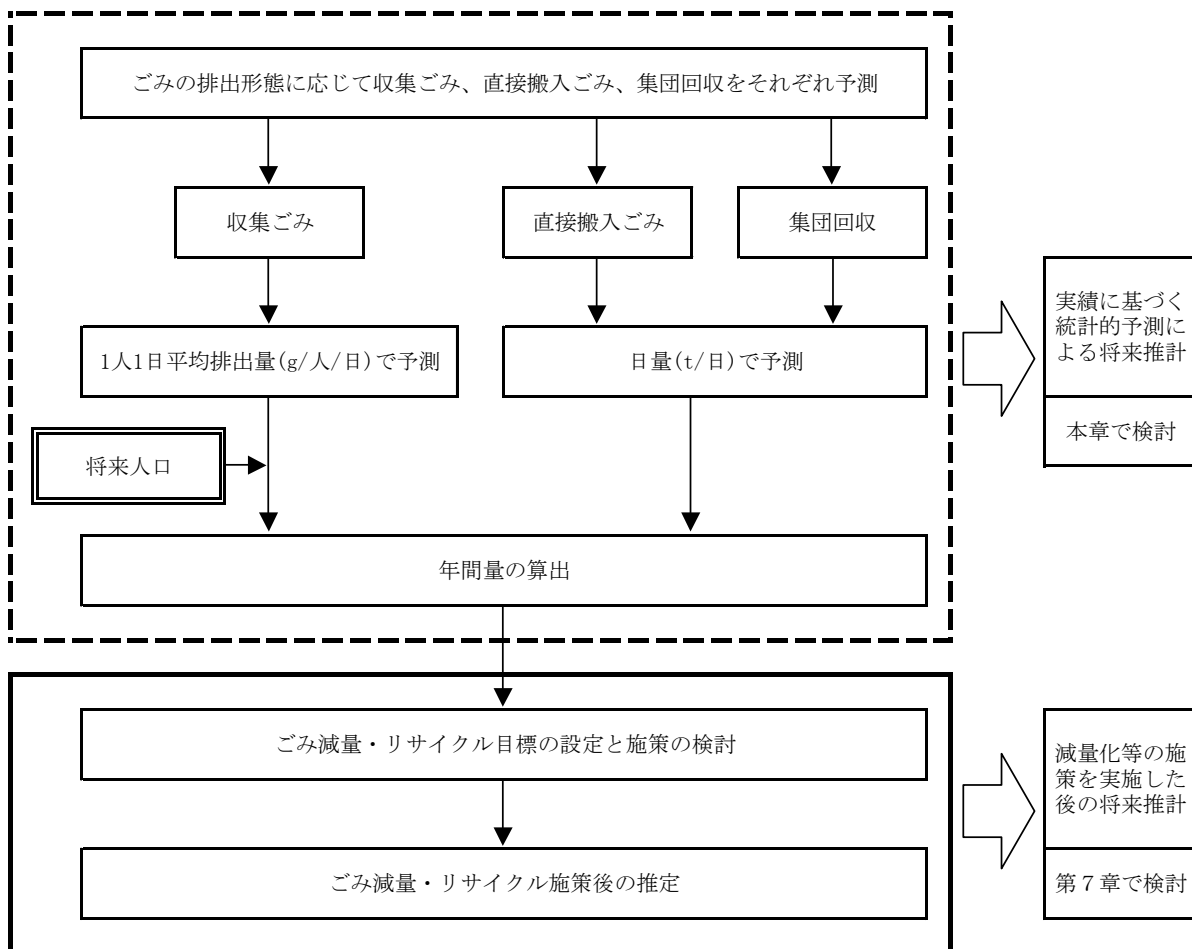 ごみの排出形態に応じて収集ごみ、直接搬入ごみ、集団回収をそれぞれ予測
収集ごみ
直接搬入ごみ
集団回収
1人1日平均排出量(g/人/日)で予測
日量(t/日)で予測
将来人口
年間量の算出
実績に基づく
統計的予測に
よる将来推計
本章で検討
ごみ減量・リサイクル目標の設定と施策の検討
ごみ減量・リサイクル施策後の推定
減量化等の施
策を実施した
後の将来推計
第７章で検討